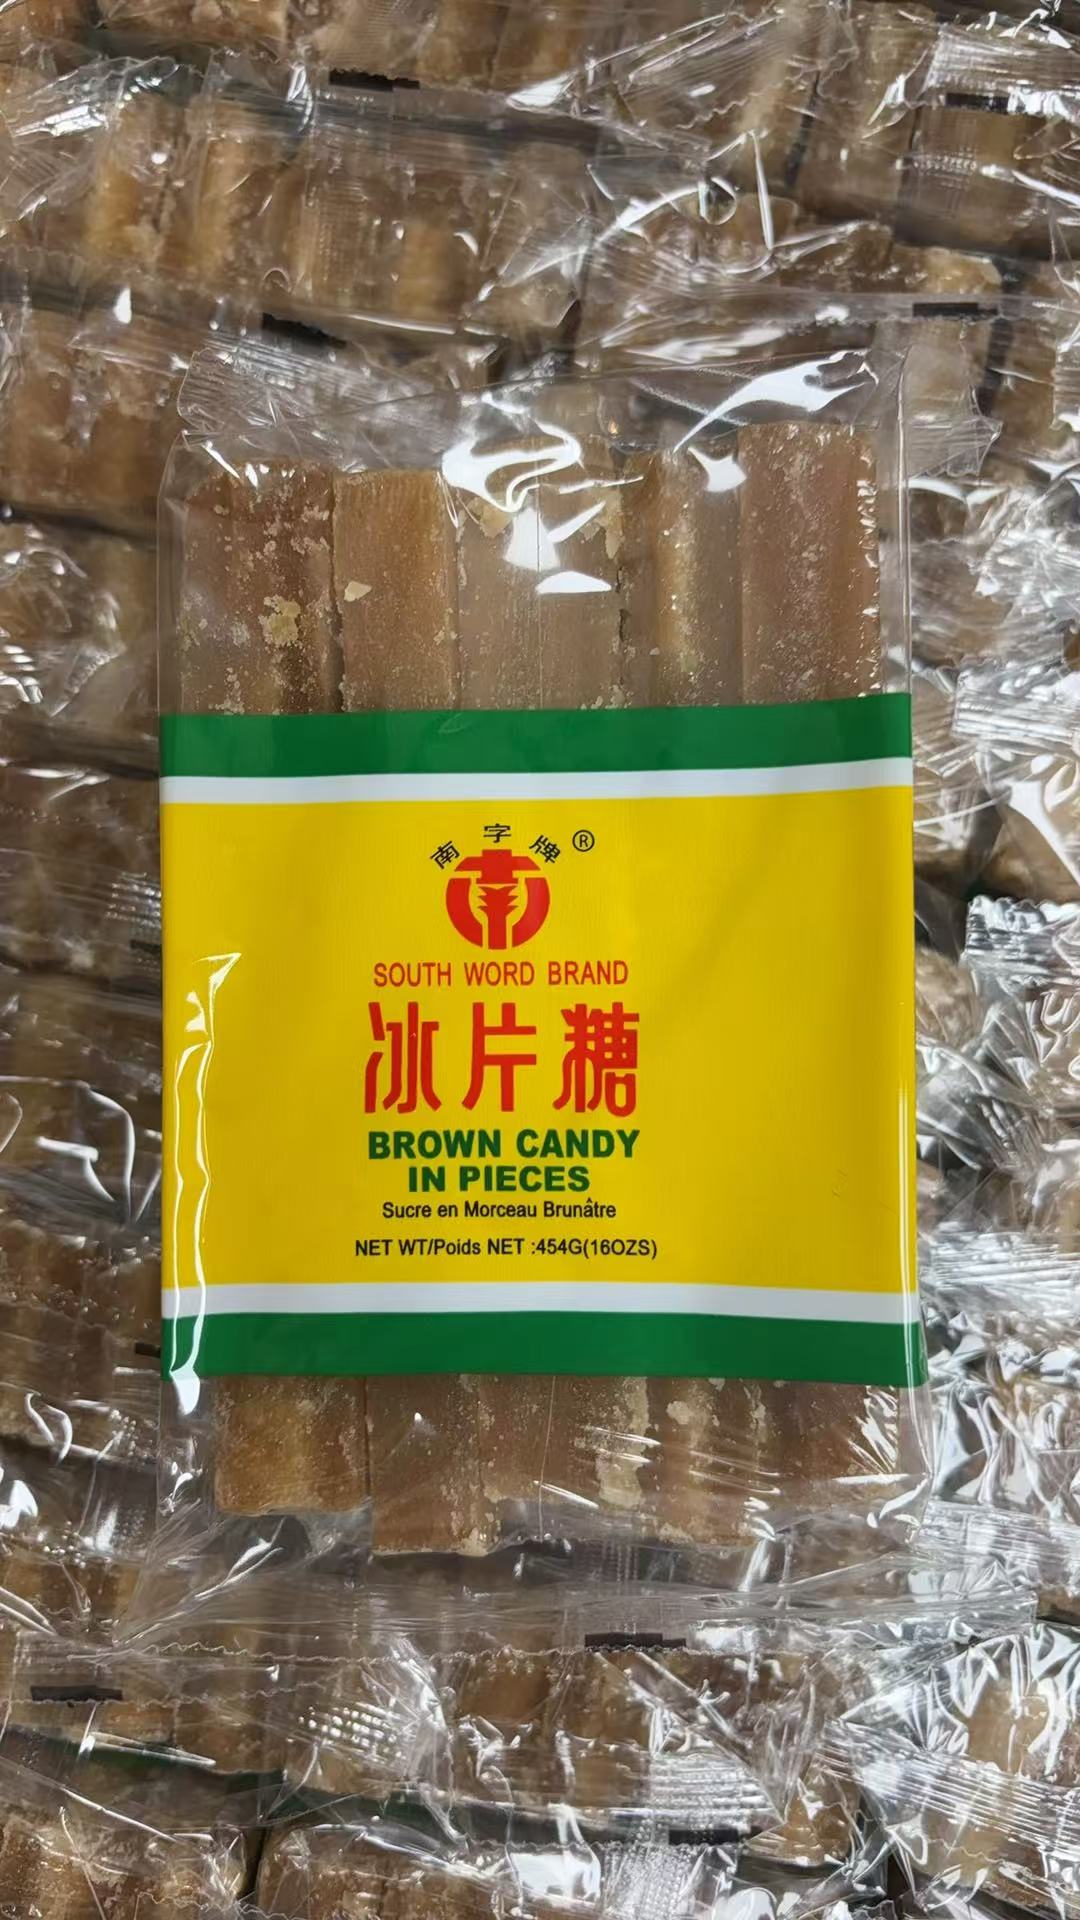 南字牌®
SOUTH WORD BRAND
冰片糖
BROWN CANDY
IN PIECES
Sucre en Morceau Brunâtre
NET WT/Poids NET :454G(16OZS)